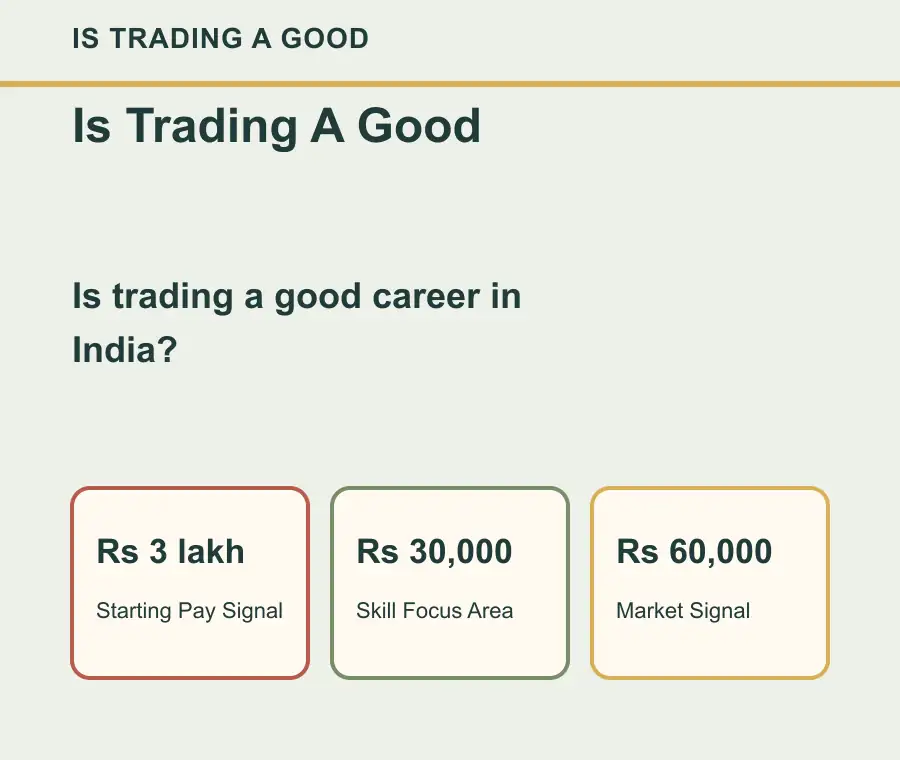 IS TRADING A GOOD
Is Trading A Good
Is trading a good career in
India?
Rs 3 lakh
Starting Pay Signal
Rs 30,000
Skill Focus Area
Rs 60,000
Market Signal